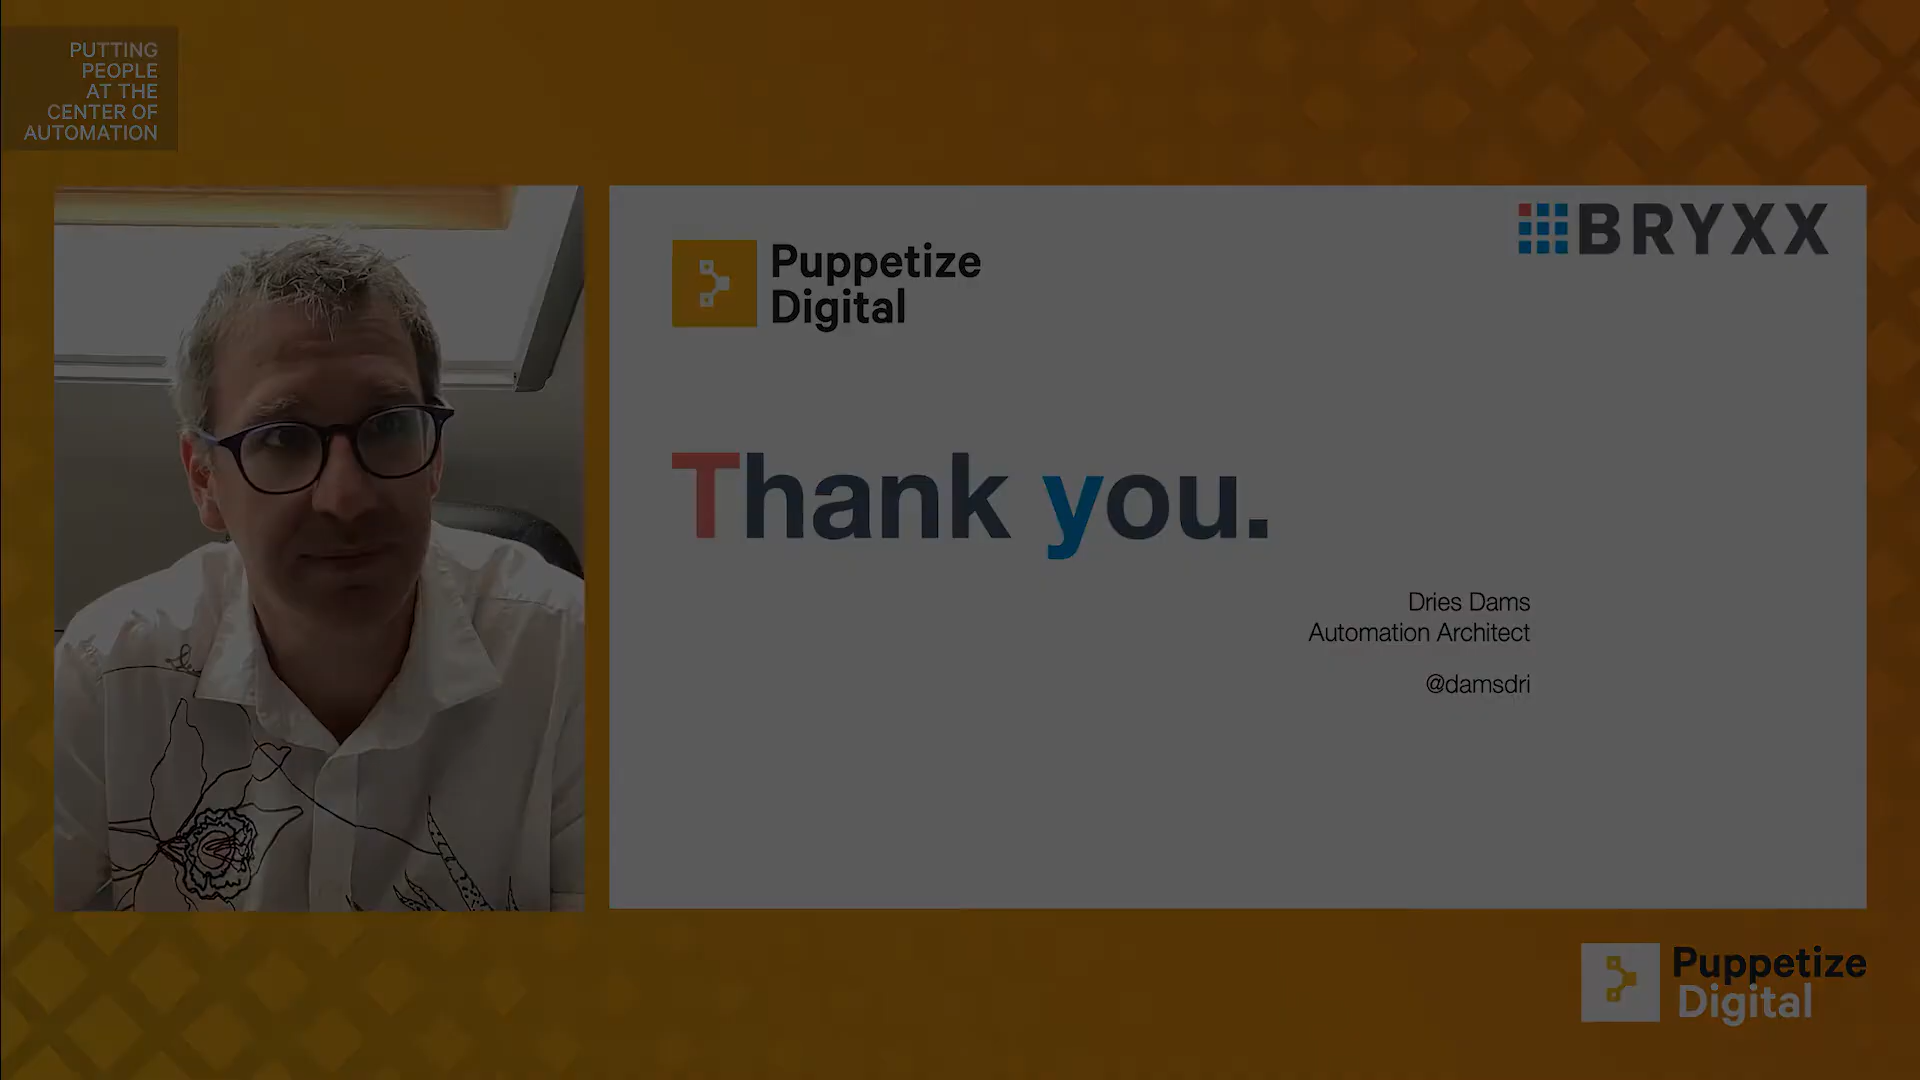 PUTTING
PEOPLE
AT THE
CENTER OF
AUTOMATION
Puppetize
Digital
BRYXX
Thank you.
Dries Dams
Automation Architect
@damsdri
Puppetize
Digital